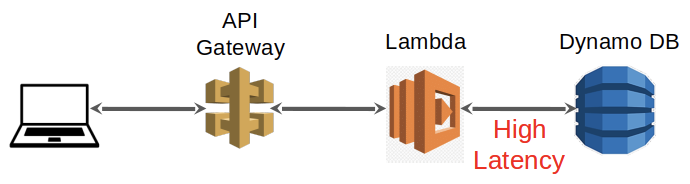 API
Gateway
Lambda
Dynamo DB
High
Latency